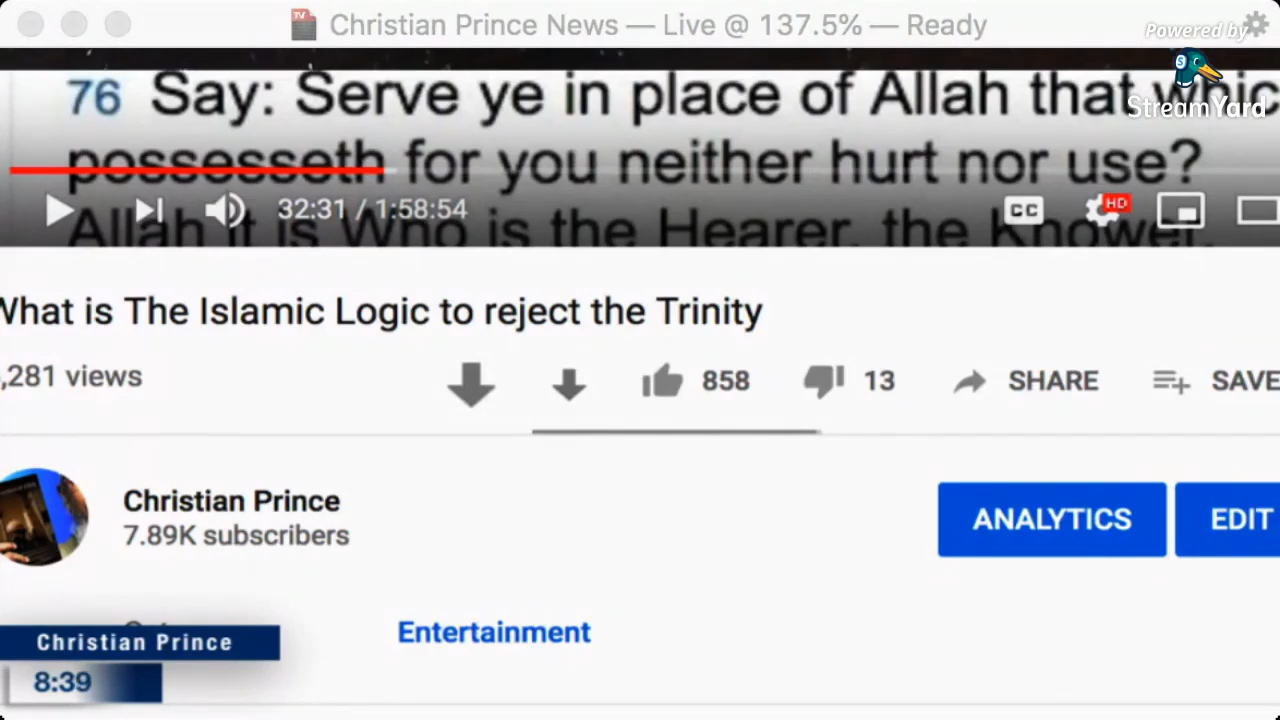 Christian Prince News — Live @ 137.5% — Ready
Powered by
StreamYard
76 Say: Serve ye in place of Allah that whic
possesseth for you neither hurt nor use?
32:31 / 1:58:54
CC
HD
Allah it is Who is the Hearer, the Knower.
What is The Islamic Logic to reject the Trinity
,281 views
858
13
SHARE
SAVE
Christian Prince
7.89K subscribers
ANALYTICS
EDIT
Entertainment
Christian Prince
8:39